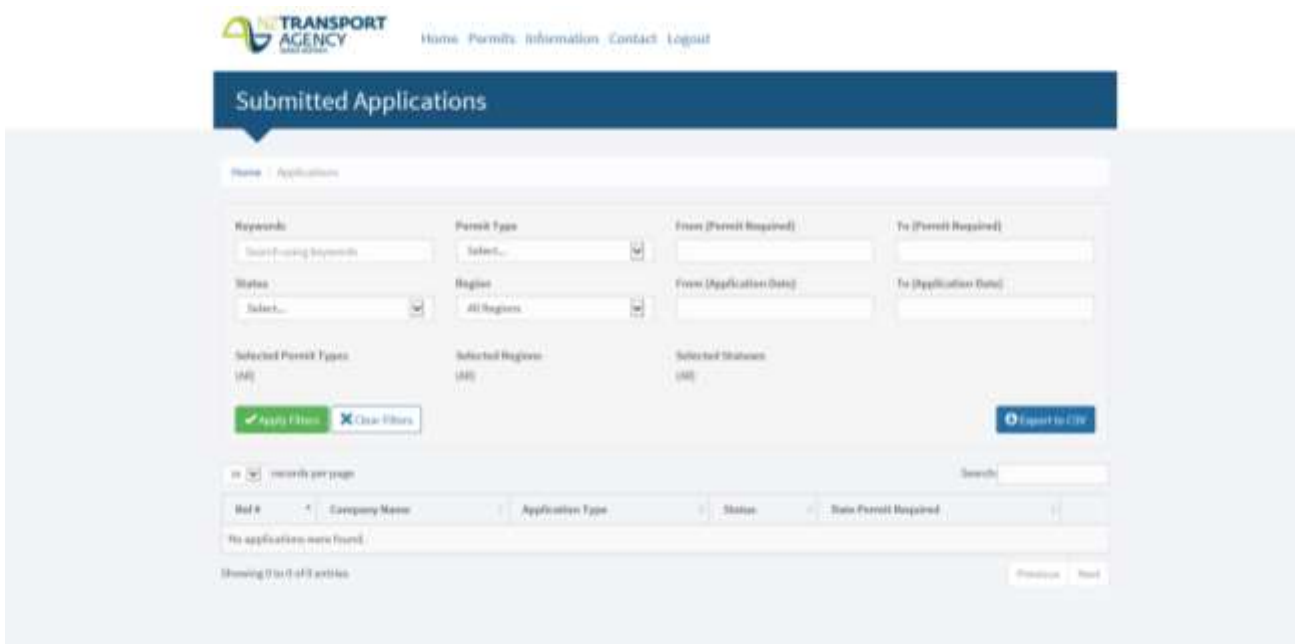 NZ TRANSPORT
AGENCY
WAKA KOTAHI
Home Permits Information Contact Logout
Submitted Applications
Home / Applications
Keywords Permit Type From (Permit Required) To (Permit Required)
Search using keywords Select...
Status Region From (Application Date) To (Application Date)
Select... All Regions
Selected Permit Types Selected Regions Selected Statuses
(All) (All) (All)
Apply Filters Clear Filters Export to CSV
10 records per page Search:
Ref # Company Name Application Type Status Date Permit Required
No applications were found.
Showing 0 to 0 of 0 entries Previous Next